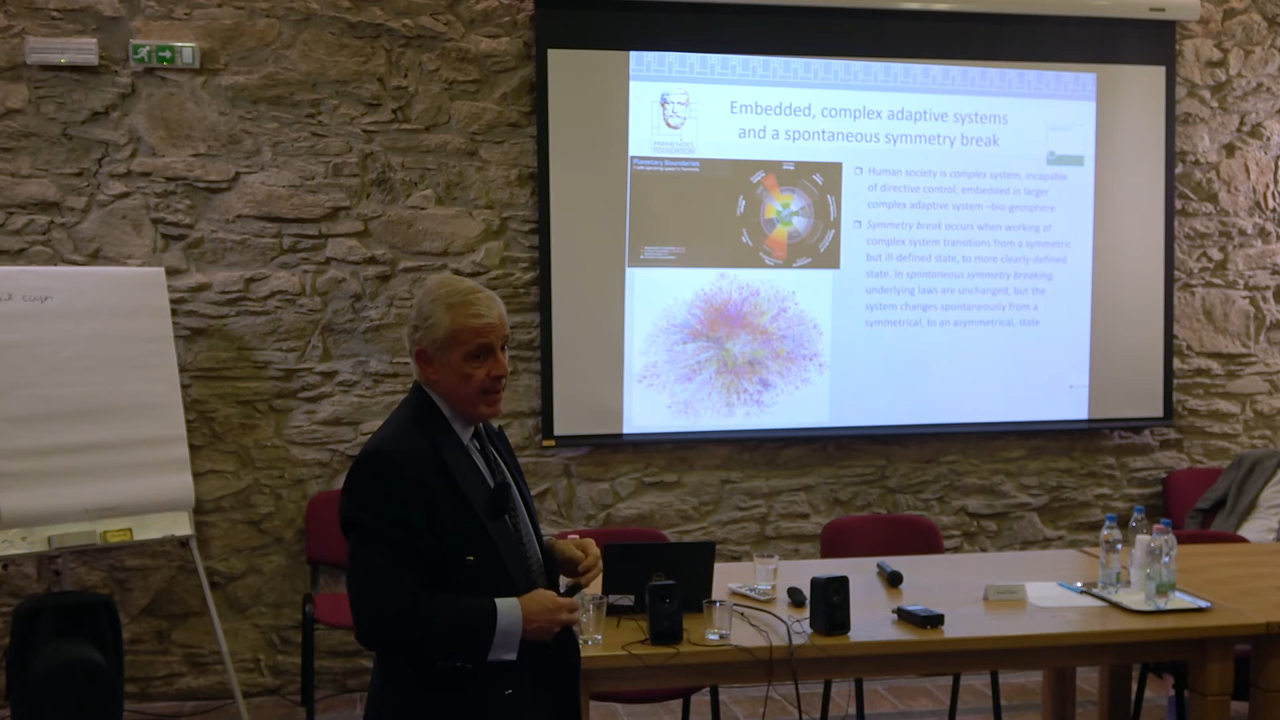 Embedded, complex adaptive systems
and a spontaneous symmetry break
PARMENIDES
FOUNDATION
Planetary Boundaries
Human society is complex system, incapable
of directive control, embedded in larger
complex adaptive system –bio-geosphere
Symmetry break occurs when working of
complex system transitions from a symmetric
but ill-defined state, to more clearly defined
state. In spontaneous symmetry breaking,
underlying laws are unchanged, but the
system changes spontaneously from a
symmetrical, to an asymmetrical, state